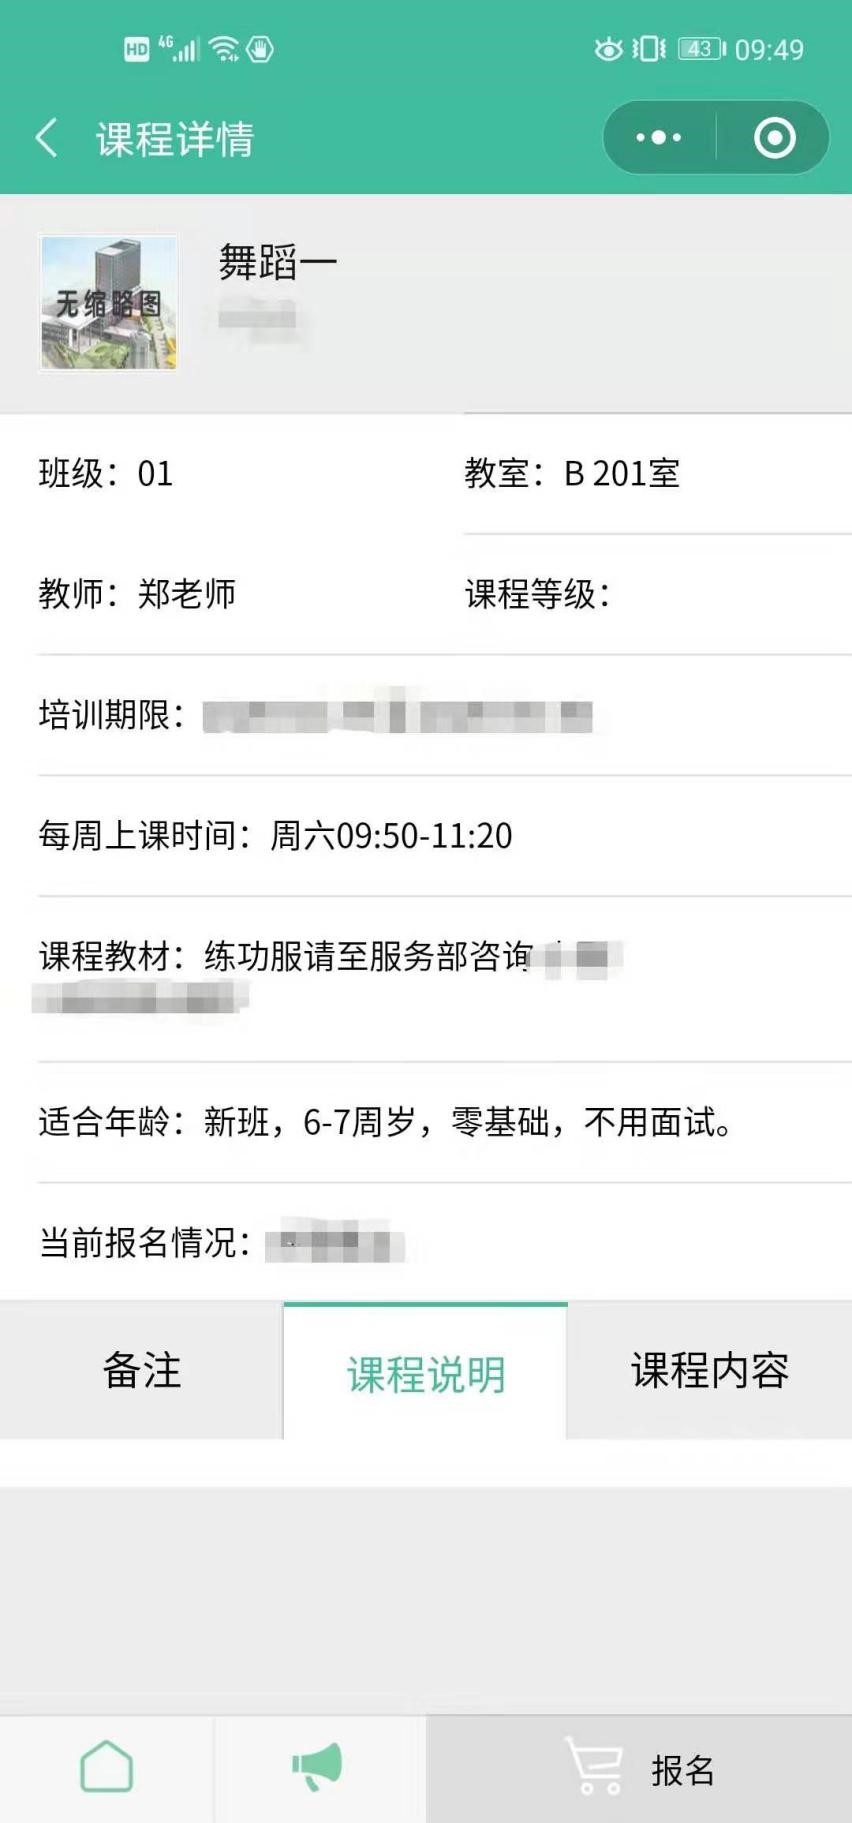 HD 4G 43 09:49
课程详情
无缩略图
舞蹈一
班级：01 教室：B 201室
教师：郑老师 课程等级：
培训期限：
每周上课时间：周六09:50-11:20
课程教材：练功服请至服务部咨询
适合年龄：新班，6-7周岁，零基础，不用面试。
当前报名情况：
备注 课程说明 课程内容
报名